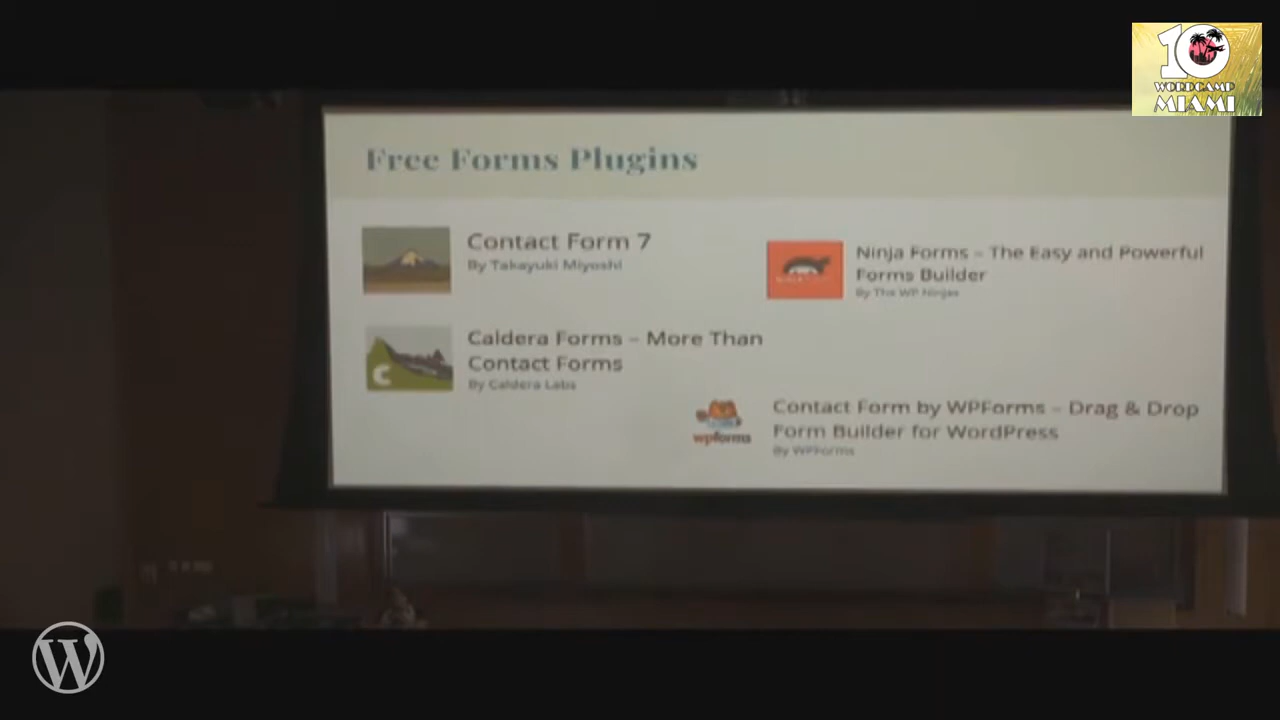 10
WORDCAMP
MIAMI
Free Forms Plugins
Contact Form 7
By Takayuki Miyoshi
Ninja Forms – The Easy and Powerful
Forms Builder
By The WP Ninjas
Caldera Forms – More Than
Contact Forms
By Caldera Labs
C
wpforms
Contact Form by WPForms – Drag & Drop
Form Builder for WordPress
By WPForms
W